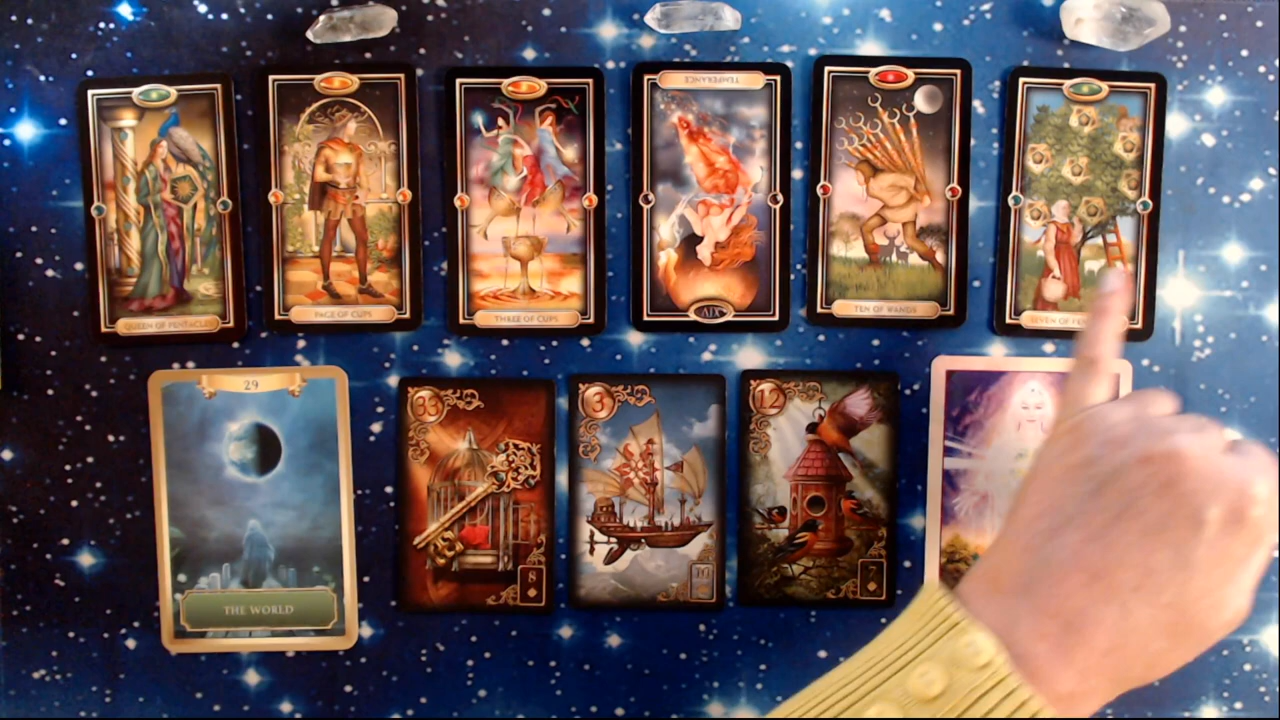 QUEEN OF PENTACLES
PAGE OF CUPS
THREE OF CUPS
TEMPERANCE
XIV
TEN OF WANDS
SEVEN OF
29
THE WORLD
33
8
3
10
12
7